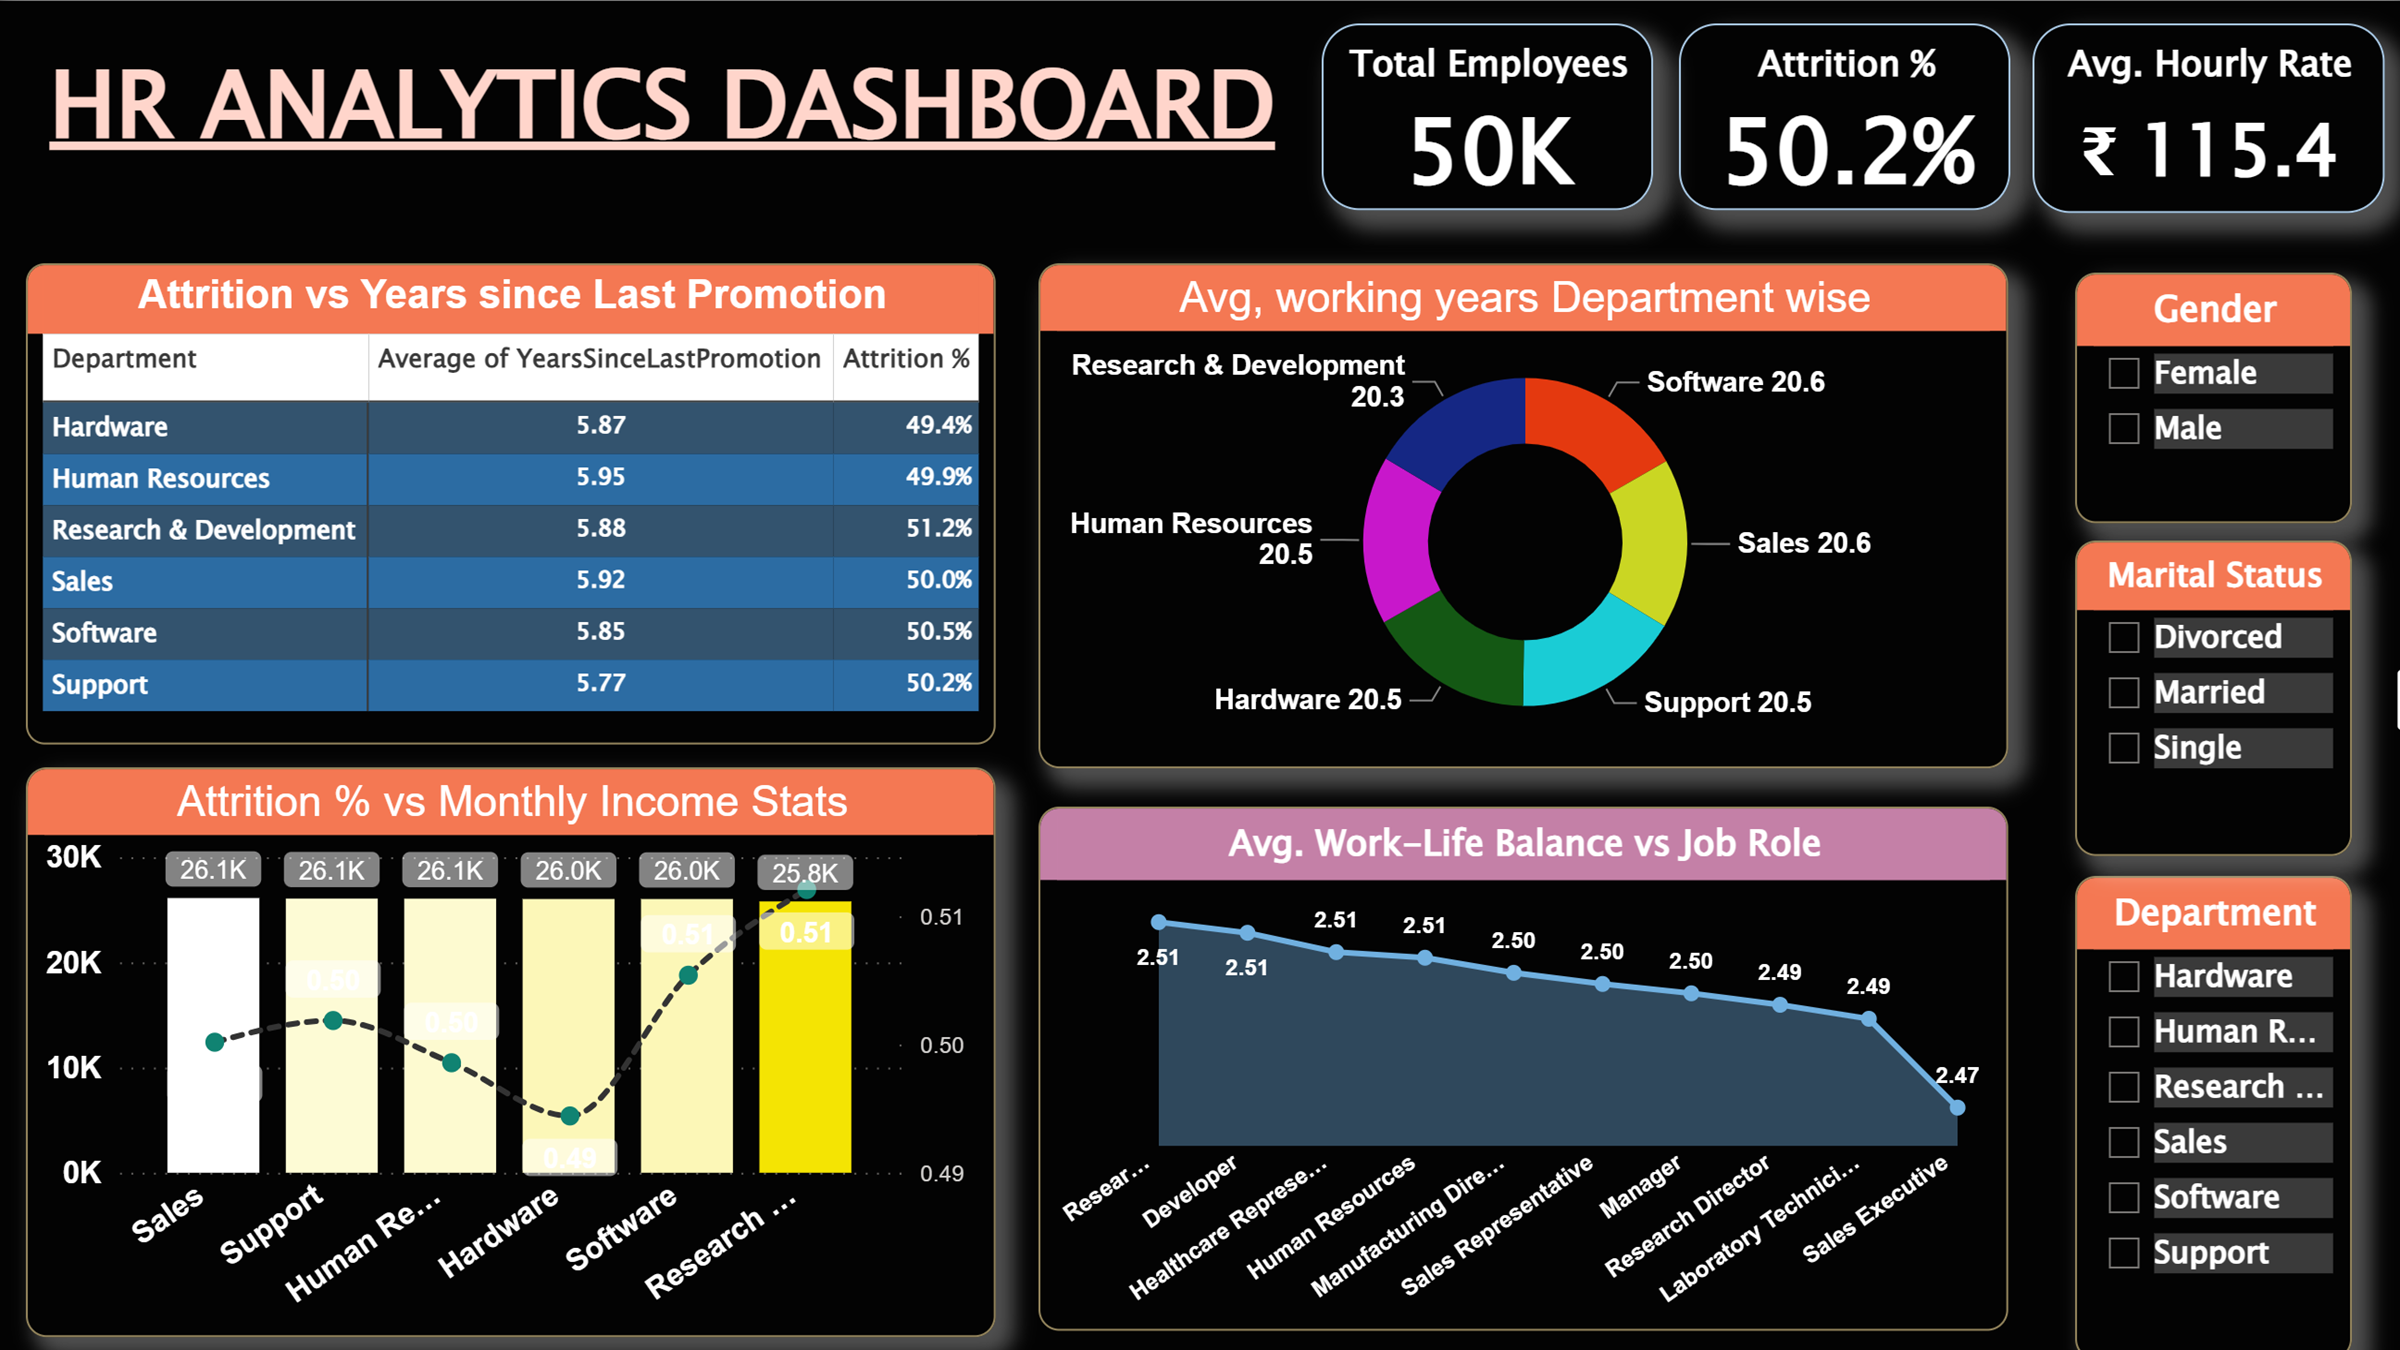 HR ANALYTICS DASHBOARD
Total Employees
50K
Attrition %
50.2%
Avg. Hourly Rate
₹ 115.4
Attrition vs Years since Last Promotion
Department Average of YearsSinceLastPromotion Attrition %
Hardware 5.87 49.4%
Human Resources 5.95 49.9%
Research & Development 5.88 51.2%
Sales 5.92 50.0%
Software 5.85 50.5%
Support 5.77 50.2%
Avg, working years Department wise
Research & Development
20.3
Software 20.6
Human Resources
20.5
Sales 20.6
Hardware 20.5
Support 20.5
Gender
Female
Male
Marital Status
Divorced
Married
Single
Department
Hardware
Human R...
Research ...
Sales
Software
Support
Attrition % vs Monthly Income Stats
30K
20K
10K
0K
26.1K 26.1K 26.1K 26.0K 26.0K 25.8K
0.50 0.50 0.49 0.51 0.51
0.51
0.50
0.49
Sales
Support
Human Re...
Hardware
Software
Research ...
Avg. Work-Life Balance vs Job Role
2.51 2.51 2.51 2.51 2.50 2.50 2.50 2.49 2.49 2.47
Resear...
Developer
Healthcare Represe...
Human Resources
Manufacturing Dire...
Sales Representative
Manager
Research Director
Laboratory Technici...
Sales Executive